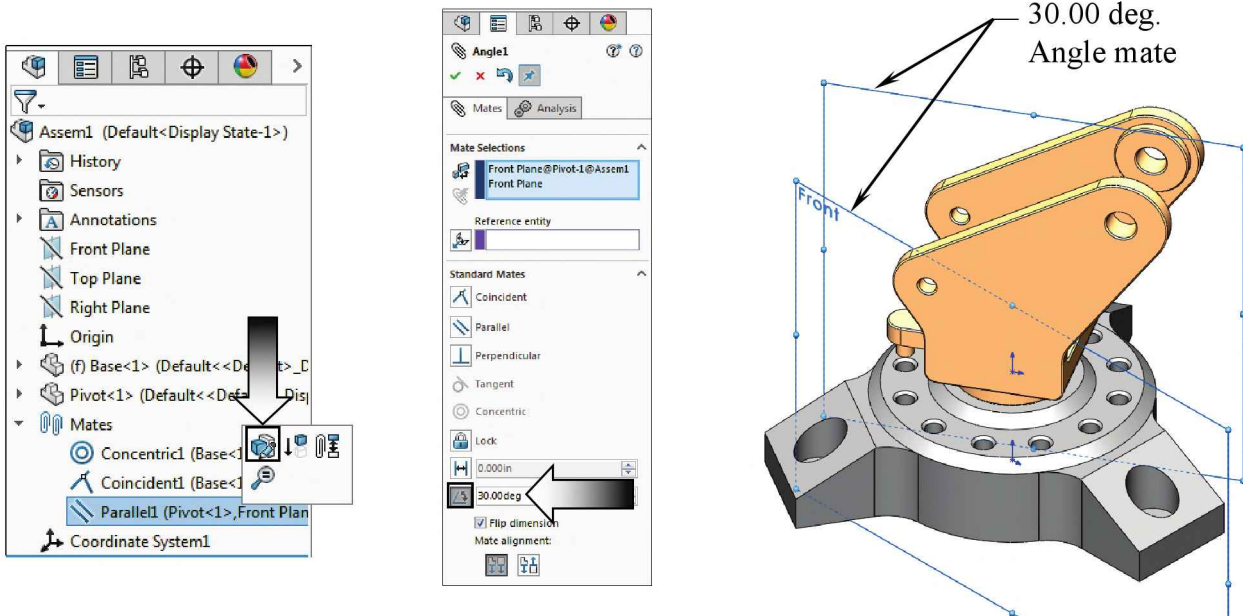 Assem1 (Default<Display State-1>)
History
Sensors
A Annotations
Front Plane
Top Plane
Right Plane
Origin
(f) Base<1> (Default<<De t>_D
Pivot<1> (Default<<Defa Disp
Mates
Concentric1 (Base<1
Coincident1 (Base<1
Parallel1 (Pivot<1>,Front Plan
Coordinate System1
Angle1
Mates Analysis
Mate Selections
Front Plane@Pivot-1@Assem1
Front Plane
Reference entity
Standard Mates
Coincident
Parallel
Perpendicular
Tangent
Concentric
Lock
0.000in
30.00deg
Flip dimension
Mate alignment:
30.00 deg.
Angle mate
Front